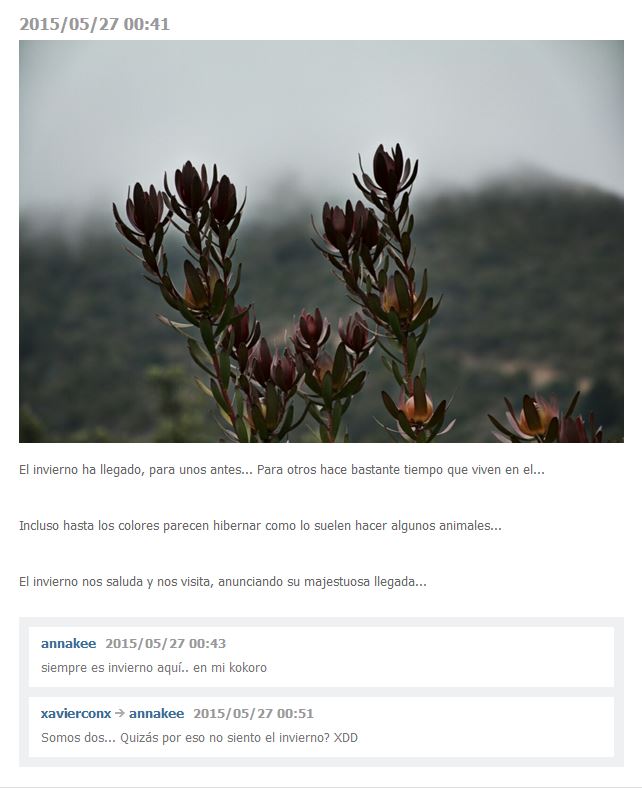 2015/05/27 00:41
El invierno ha llegado, para unos antes... Para otros hace bastante tiempo que viven en el...
Incluso hasta los colores parecen hibernar como lo suelen hacer algunos animales...
El invierno nos saluda y nos visita, anunciando su majestuosa llegada...
annakee 2015/05/27 00:43
siempre es invierno aquí.. en mi kokoro
xavierconx → annakee 2015/05/27 00:51
Somos dos... Quizás por eso no siento el invierno? XDD